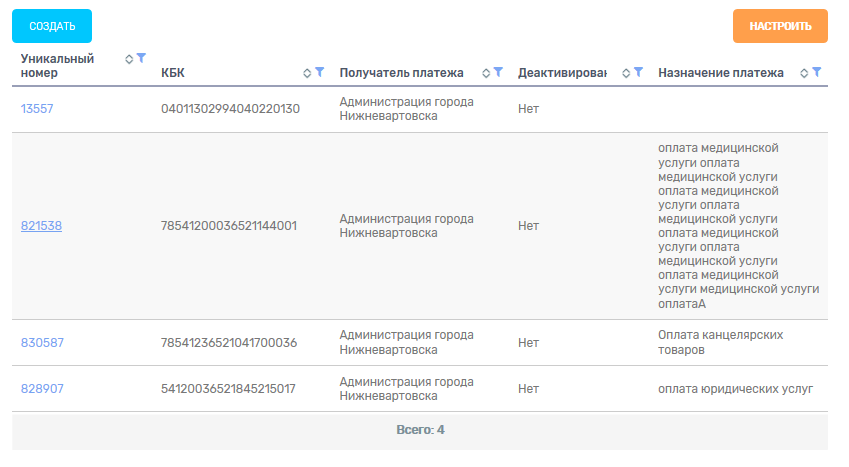 СОЗДАТЬ
НАСТРОИТЬ
Уникальный
номер
КБК
Получатель платежа
Деактивирован
Назначение платежа
13557
04011302994040220130
Администрация города
Нижневартовска
Нет
821538
78541200036521144001
Администрация города
Нижневартовска
Нет
оплата медицинской
услуги оплата
медицинской услуги
оплата медицинской
услуги оплата
медицинской услуги
оплата медицинской
услуги оплата
медицинской услуги
оплата медицинской
услуги медицинской услуги
оплатаА
830587
78541236521041700036
Администрация города
Нижневартовска
Нет
Оплата канцелярских
товаров
828907
54120036521845215017
Администрация города
Нижневартовска
Нет
оплата юридических услуг
Всего: 4